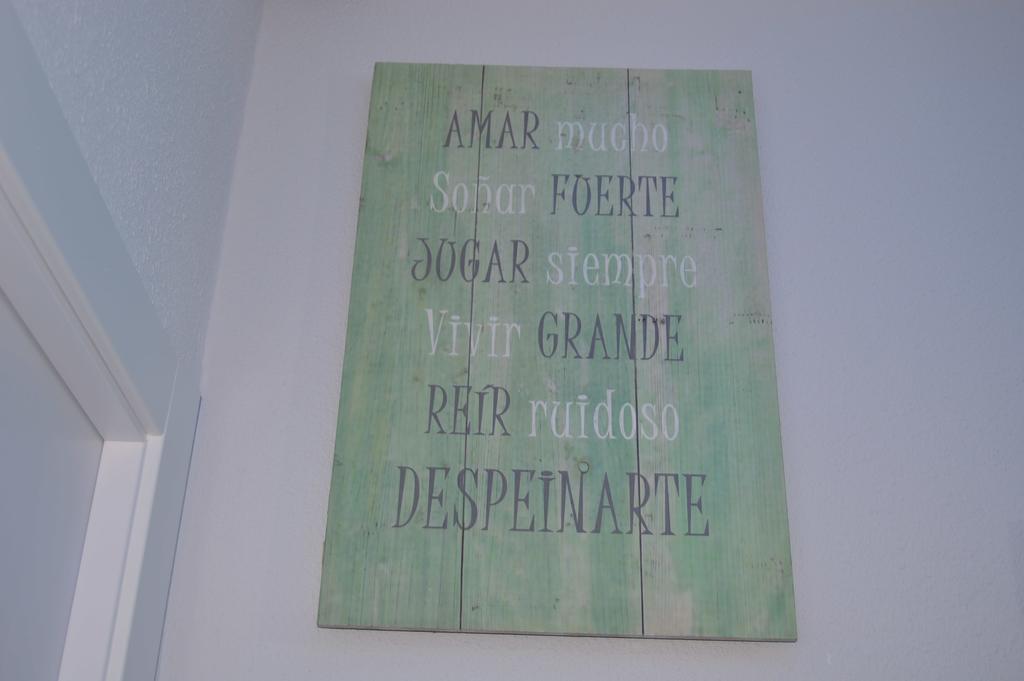 AMAR mucho
Soñar FUERTE
JUGAR siempre
Vivir GRANDE
REÍR ruidoso
DESPEINARTE